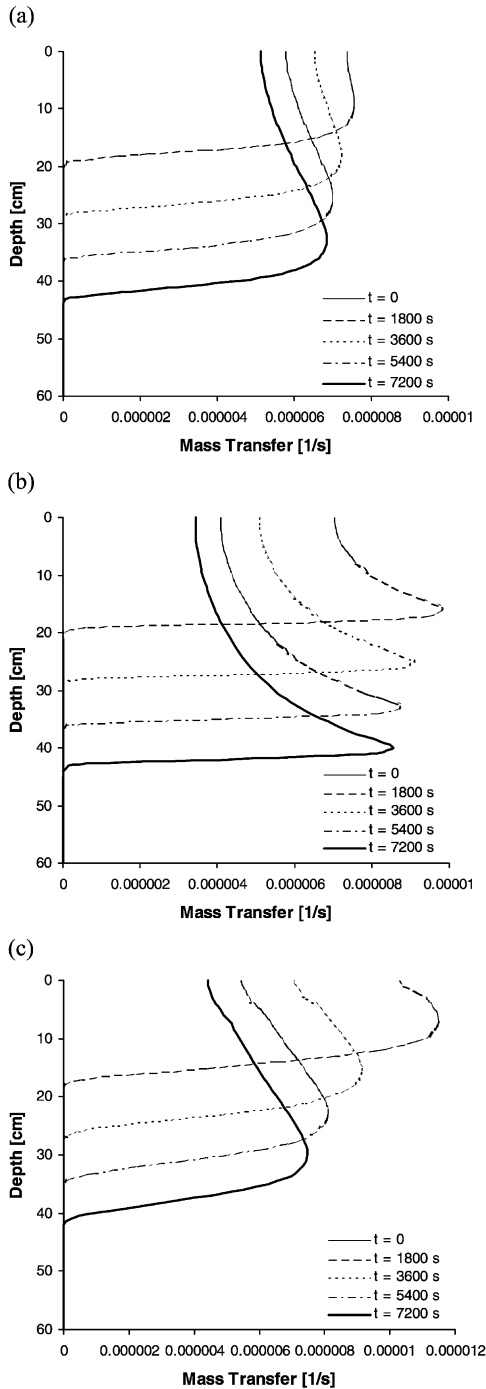 (a)
0
10
20
30
40
50
60
Depth [cm]
t = 0
t = 1800 s
t = 3600 s
t = 5400 s
t = 7200 s
0 0.000002 0.000004 0.000006 0.000008 0.00001
Mass Transfer [1/s]
(b)
0
10
20
30
40
50
60
Depth [cm]
t = 0
t = 1800 s
t = 3600 s
t = 5400 s
t = 7200 s
0 0.000002 0.000004 0.000006 0.000008 0.00001
Mass Transfer [1/s]
(c)
0
10
20
30
40
50
60
Depth [cm]
t = 0
t = 1800 s
t = 3600 s
t = 5400 s
t = 7200 s
0 0.000002 0.000004 0.000006 0.000008 0.00001 0.000012
Mass Transfer [1/s]